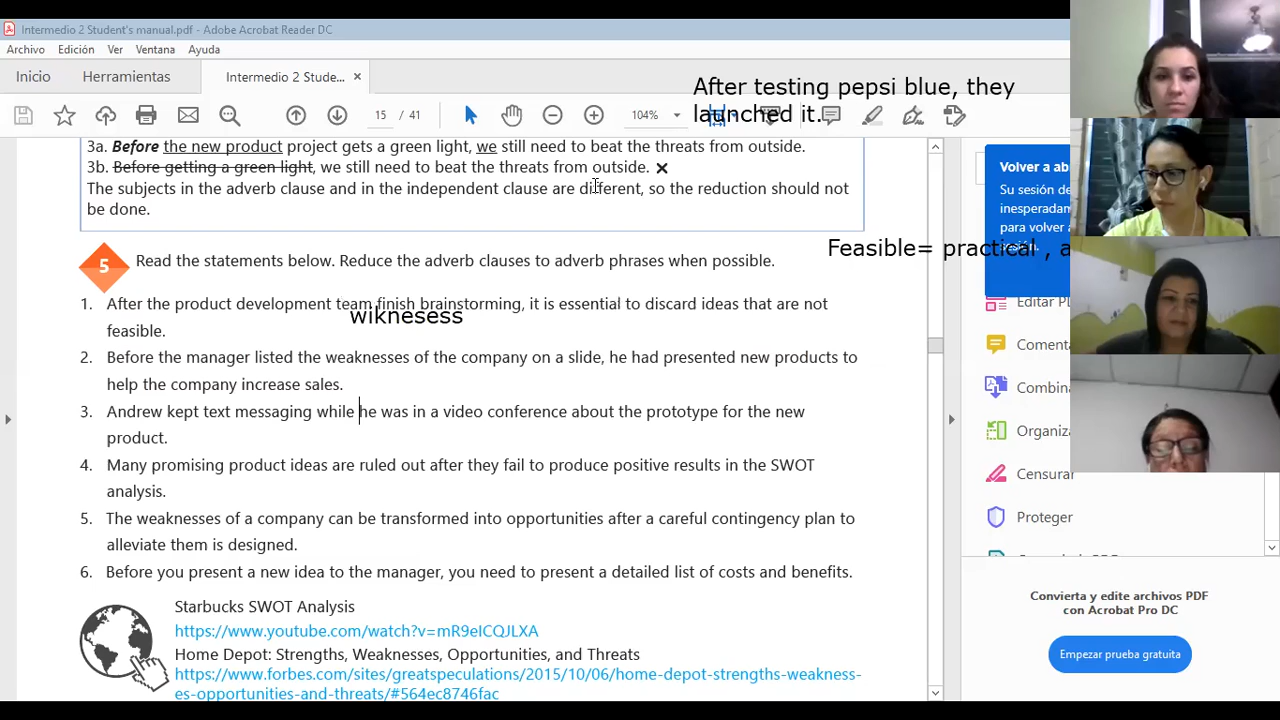 Intermedio 2 Student's manual.pdf - Adobe Acrobat Reader DC
Archivo Edición Ver Ventana Ayuda
Inicio Herramientas Intermedio 2 Stude... ×
15 / 41 104%
After testing pepsi blue, they
launched it.
3a. Before the new product project gets a green light, we still need to beat the threats from outside.
3b. Before getting a green light, we still need to beat the threats from outside. ×
The subjects in the adverb clause and in the independent clause are different, so the reduction should not
be done.
Volver a ab
Su sesión de
inesperadam
para volver a
sesión.
Feasible= practical , a
5 Read the statements below. Reduce the adverb clauses to adverb phrases when possible.
1. After the product development team finish brainstorming, it is essential to discard ideas that are not
feasible.
wiknesess
2. Before the manager listed the weaknesses of the company on a slide, he had presented new products to
help the company increase sales.
3. Andrew kept text messaging while he was in a video conference about the prototype for the new
product.
4. Many promising product ideas are ruled out after they fail to produce positive results in the SWOT
analysis.
5. The weaknesses of a company can be transformed into opportunities after a careful contingency plan to
alleviate them is designed.
6. Before you present a new idea to the manager, you need to present a detailed list of costs and benefits.
Starbucks SWOT Analysis
https://www.youtube.com/watch?v=mR9eICQJLXA
Home Depot: Strengths, Weaknesses, Opportunities, and Threats
https://www.forbes.com/sites/greatspeculations/2015/10/06/home-depot-strengths-weakness-
es-opportunities-and-threats/#564ec8746fac
Editar PD
Comenta
Combina
Organiza
Censurar
Proteger
Convierta y edite archivos PDF
con Acrobat Pro DC
Empezar prueba gratuita